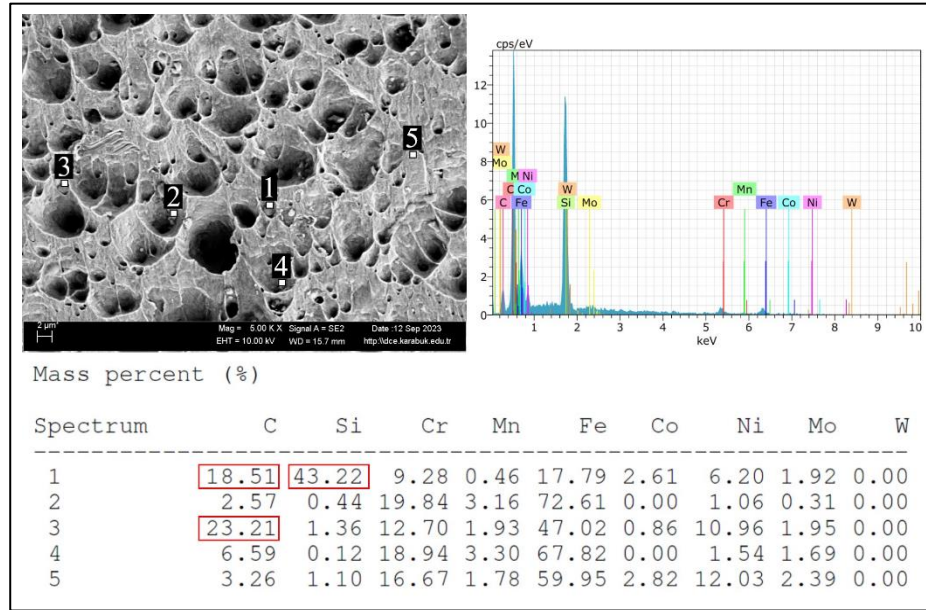 1
2
3
4
5
2 µm
Mag = 5.00 K X Signal A = SE2 Date :12 Sep 2023
EHT = 10.00 kV WD = 15.7 mm http\\dce.karabuk.edu.tr
cps/eV
12
10
8
6
4
2
0
W
Mo
M Ni
C Co
C Fe
W
Si Mo
Cr Mn Fe Co Ni W
1 2 3 4 5 6 7 8 9 10
keV
Mass percent (%)
Spectrum C Si Cr Mn Fe Co Ni Mo W
1 18.51 43.22 9.28 0.46 17.79 2.61 6.20 1.92 0.00
2 2.57 0.44 19.84 3.16 72.61 0.00 1.06 0.31 0.00
3 23.21 1.36 12.70 1.93 47.02 0.86 10.96 1.95 0.00
4 6.59 0.12 18.94 3.30 67.82 0.00 1.54 1.69 0.00
5 3.26 1.10 16.67 1.78 59.95 2.82 12.03 2.39 0.00